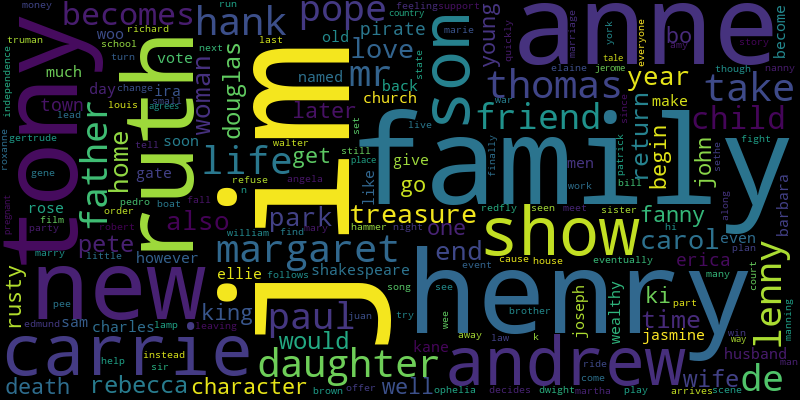 money
run
last
old
country
feeling
support
truman
richard
becomes
hank
pope
pirate
son
young
marie
quickly
anne
marriage
york
everyone
tale
amy
story
become
independence
school
turn
woo
next
love
mr
named
bo
elaine
jerome
though
nanny
tony
much
vote
woman
douglas
back
state
thomas
year
take
day
change
ira
later
church
friend
make
war
since
town
louis
agrees
small
soon
walter
set
family
child
lead
father
home
ruth
jim
still
live
return
begin
men
john
fight
roxanne
gertrude
tell
life
get
place
give
finally
patrick
sethe
gene
pedro
gate
boat
refuse
angela
like
go
work
bill
along
barbara
pregnant
rose
film
order
fall
n
park
treasure
redfly
seen
meet
sister
fanny
hi
party
robert
also
william
find
mary
hammer
night
one
show
carol
even
plan
marry
pete
however
margaret
end
event
cause
house
erica
many
lenny
court
rusty
little
ellie
follows
shakespeare
song
eventually
ki
part
new
king
juan
try
see
henry
brother
joseph
wealthy
time
win
way
manning
pee
edmund
sam
charles
lamp
leaving
paul
would
wee
law
jasmine
carrie
instead
sir
daughter
kane
away
k
andrew
ride
come
husband
man
help
death
rebecca
character
brown
offer
well
ophelia
decides
dwight
martha
play
arrives
wife
scene
de